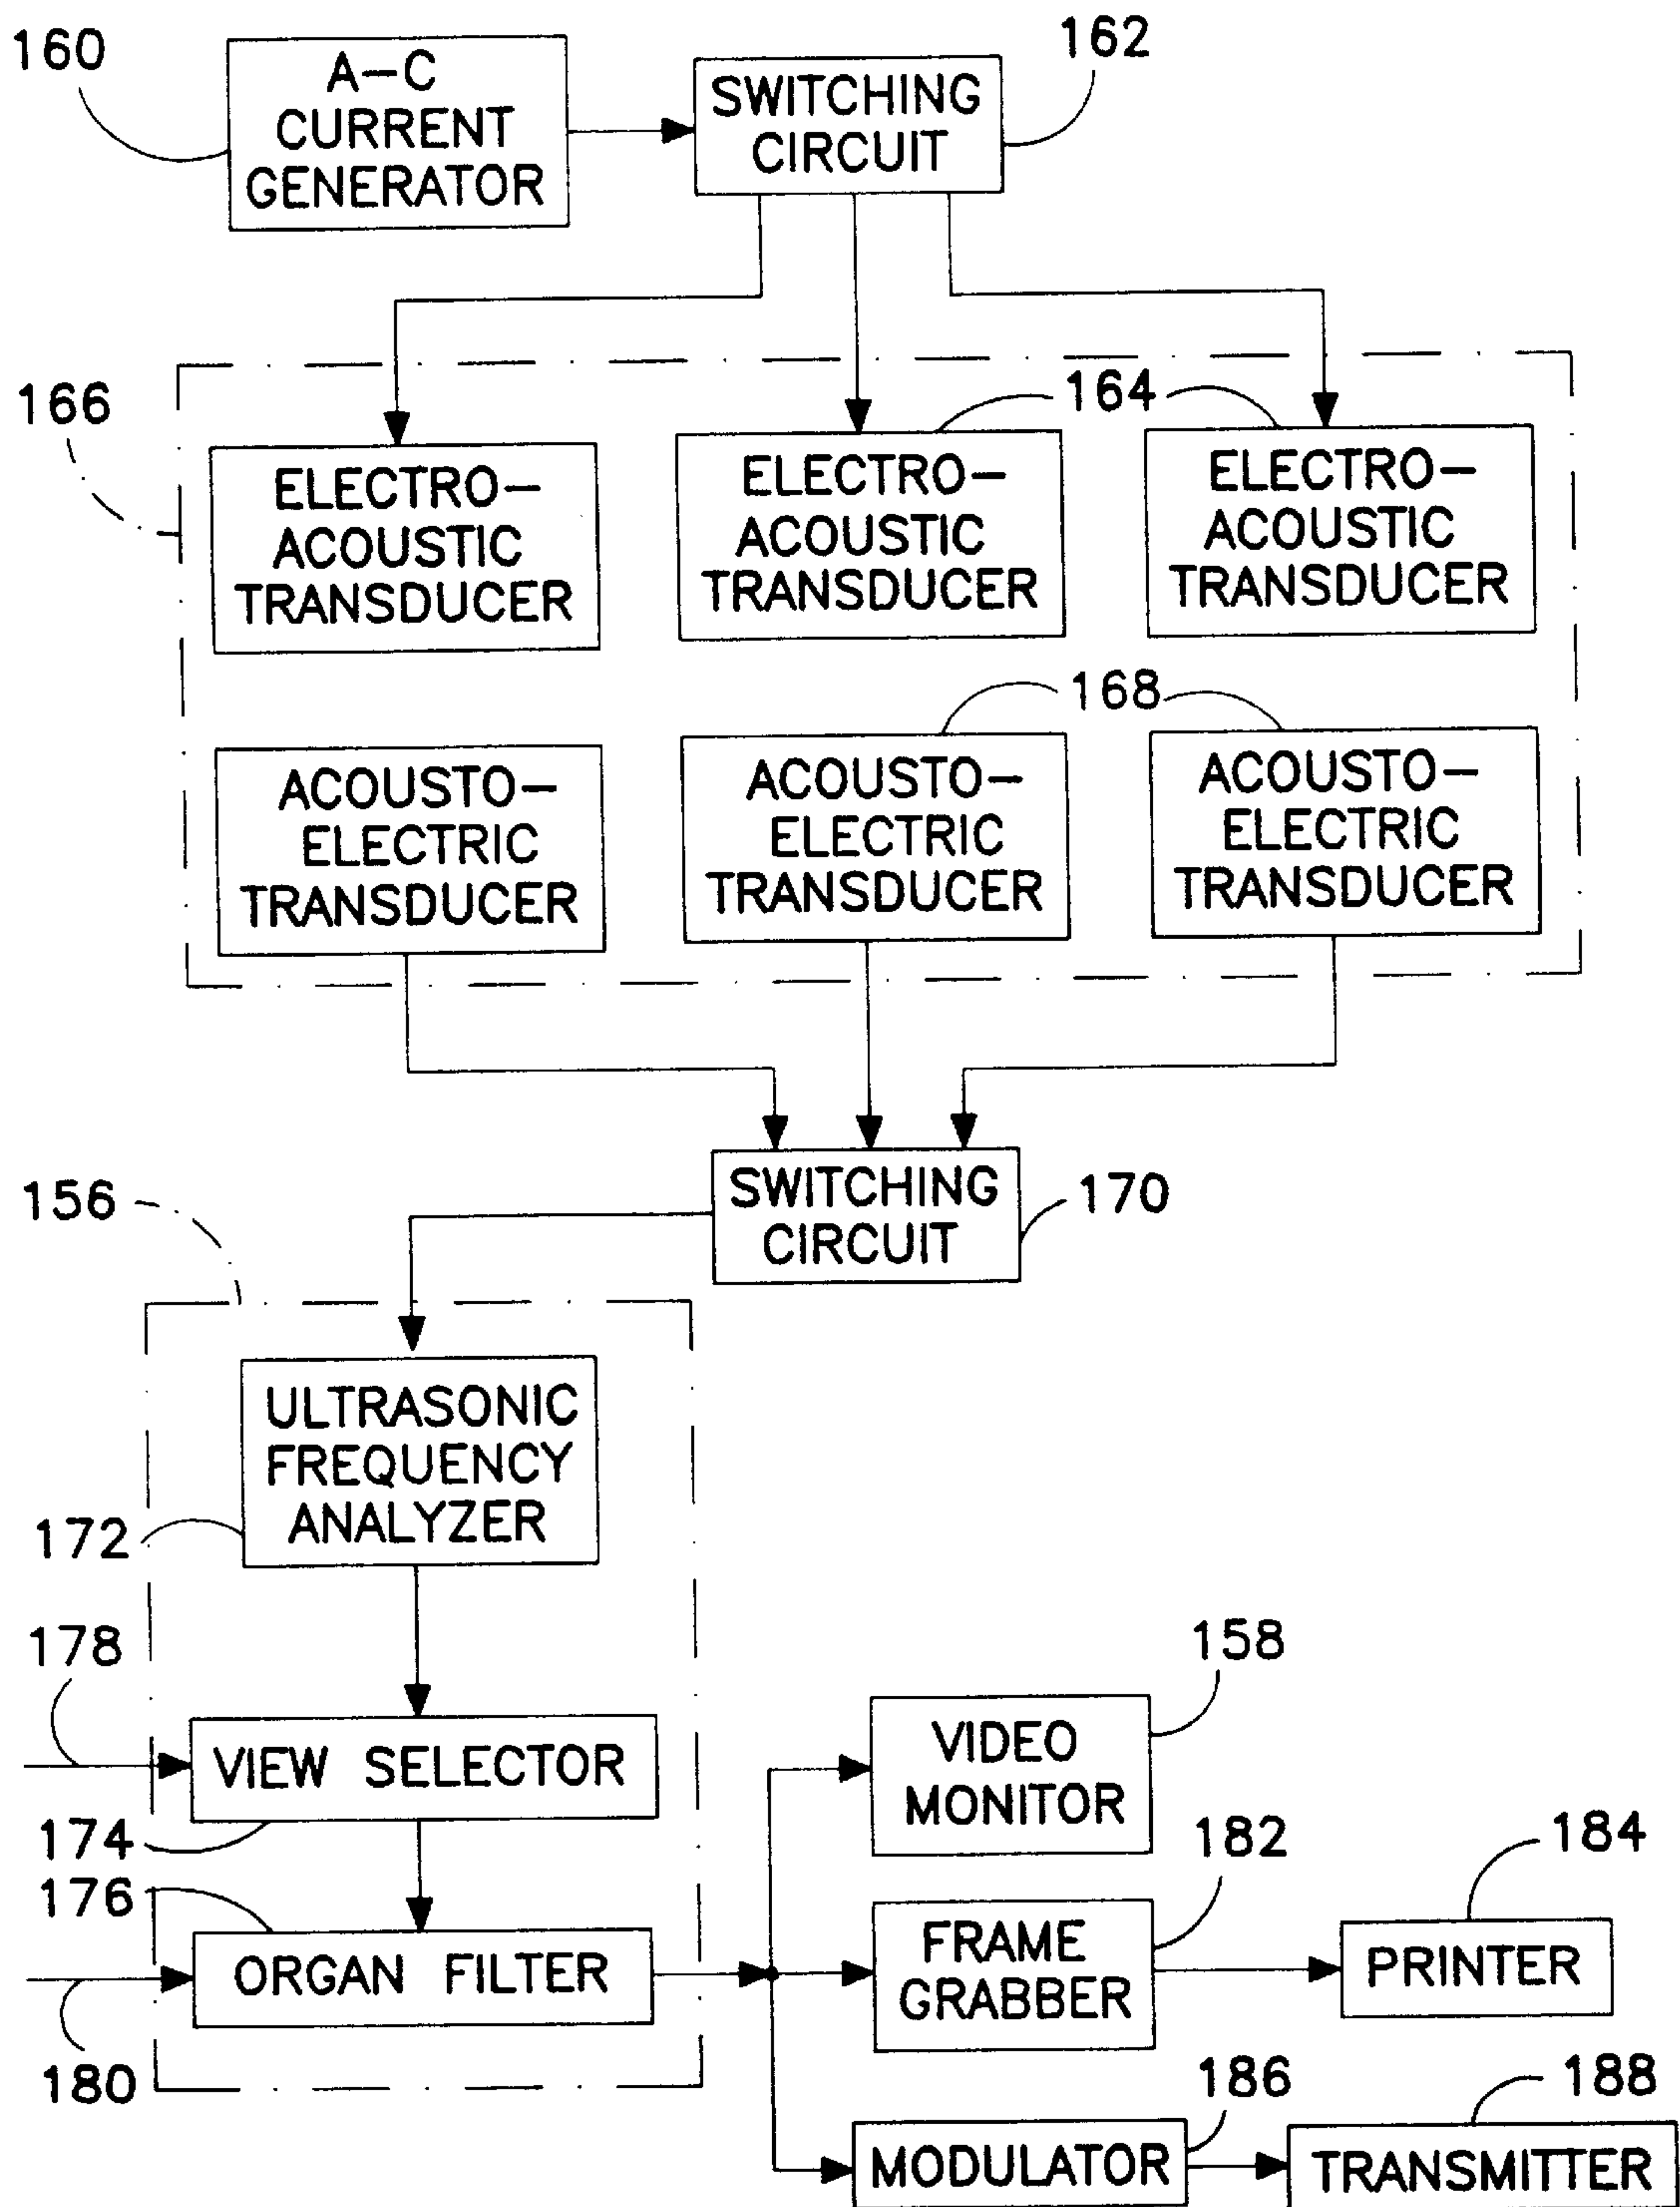 160
A-C
CURRENT
GENERATOR
SWITCHING
CIRCUIT
162
166
164
ELECTRO-
ACOUSTIC
TRANSDUCER
ELECTRO-
ACOUSTIC
TRANSDUCER
ELECTRO-
ACOUSTIC
TRANSDUCER
168
ACOUSTO-
ELECTRIC
TRANSDUCER
ACOUSTO-
ELECTRIC
TRANSDUCER
ACOUSTO-
ELECTRIC
TRANSDUCER
156
SWITCHING
CIRCUIT
170
ULTRASONIC
FREQUENCY
ANALYZER
172
178
VIEW SELECTOR
174
176
ORGAN FILTER
180
158
VIDEO
MONITOR
182
FRAME
GRABBER
184
PRINTER
186
MODULATOR
188
TRANSMITTER